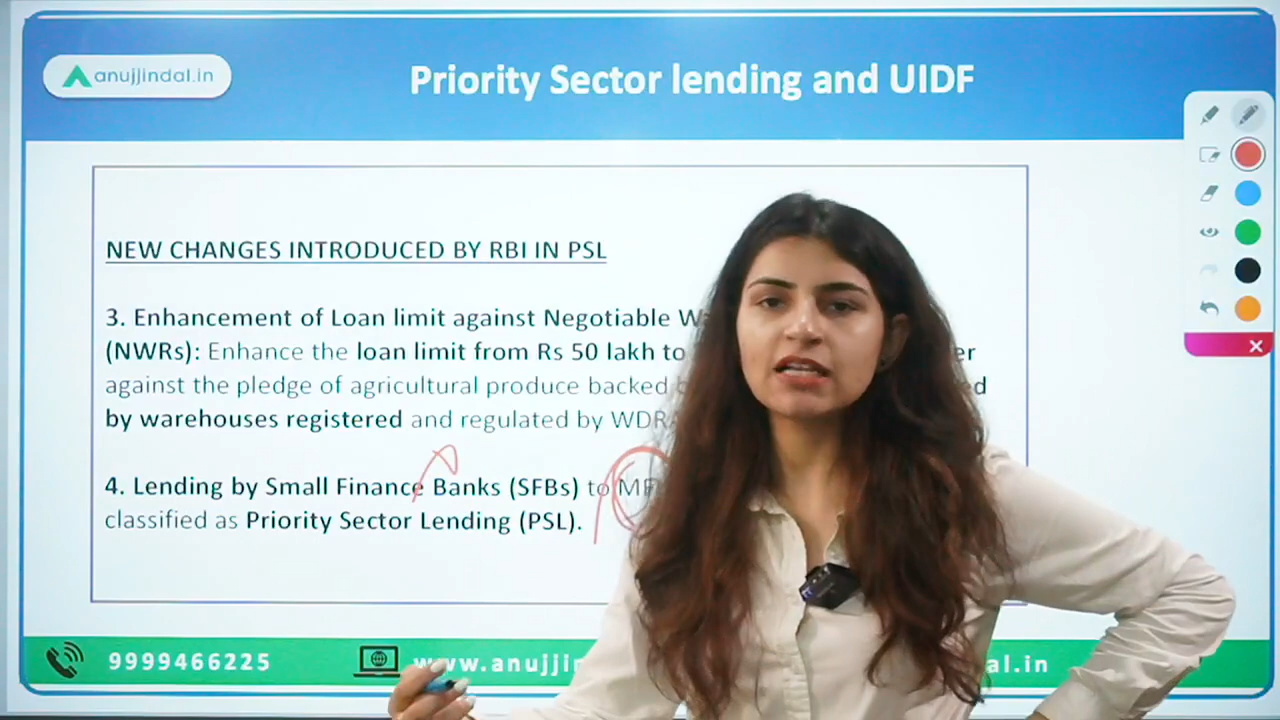 anujjindal.in
Priority Sector lending and UIDF
NEW CHANGES INTRODUCED BY RBI IN PSL
3. Enhancement of Loan limit against Negotiable
(NWRs): Enhance the loan limit from Rs 50 lakh to
against the pledge of agricultural produce backed
by warehouses registered and regulated by WDRA
4. Lending by Small Finance Banks (SFBs) to
classified as Priority Sector Lending (PSL).
9999466225